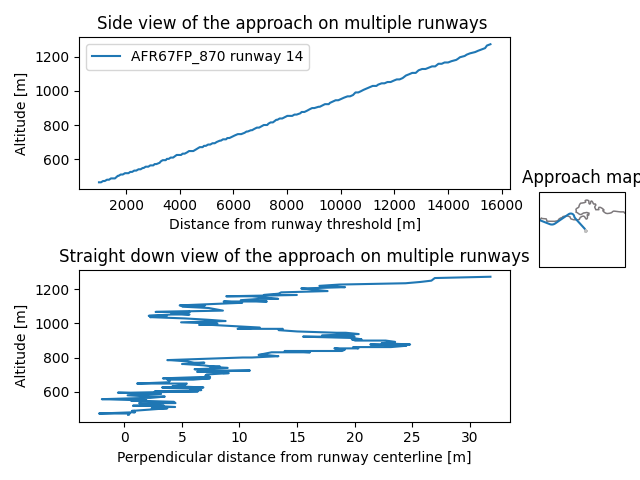 Side view of the approach on multiple runways
Altitude [m]
1200
1000
800
600
AFR67FP_870 runway 14
2000 4000 6000 8000 10000 12000 14000 16000
Distance from runway threshold [m]
Approach map
Straight down view of the approach on multiple runways
Altitude [m]
1200
1000
800
600
0 5 10 15 20 25 30
Perpendicular distance from runway centerline [m]